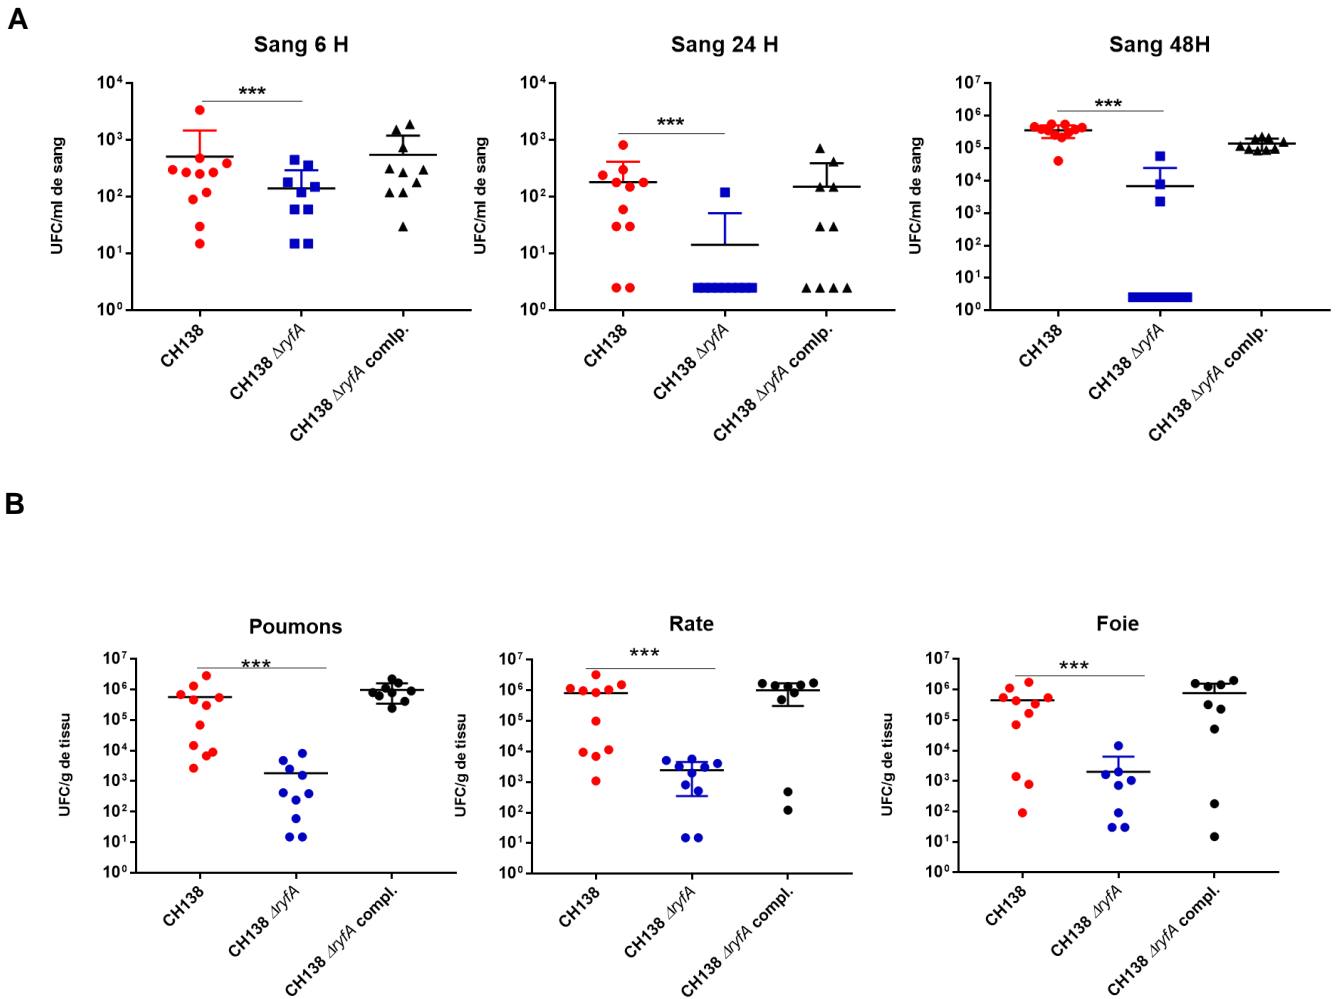 A
Sang 6 H
Sang 24 H
Sang 48H
UFC/ml de sang
10⁴
10³
10²
10¹
10⁰
***
CH138
CH138 ΔryfA
CH138 ΔryfA comlp.
UFC/ml de sang
10⁴
10³
10²
10¹
10⁰
***
CH138
CH138 ΔryfA
CH138 ΔryfA comlp.
UFC/ml de sang
10⁷
10⁶
10⁵
10⁴
10³
10²
10¹
10⁰
***
CH138
CH138 ΔryfA
CH138 ΔryfA comlp.
B
Poumons
Rate
Foie
UFC/g de tissu
10⁷
10⁶
10⁵
10⁴
10³
10²
10¹
10⁰
***
CH138
CH138 ΔryfA
CH138 ΔryfA compl.
UFC/g de tissu
10⁷
10⁶
10⁵
10⁴
10³
10²
10¹
10⁰
***
CH138
CH138 ΔryfA
CH138 ΔryfA compl.
UFC/g de tissu
10⁷
10⁶
10⁵
10⁴
10³
10²
10¹
10⁰
***
CH138
CH138 ΔryfA
CH138 ΔryfA compl.